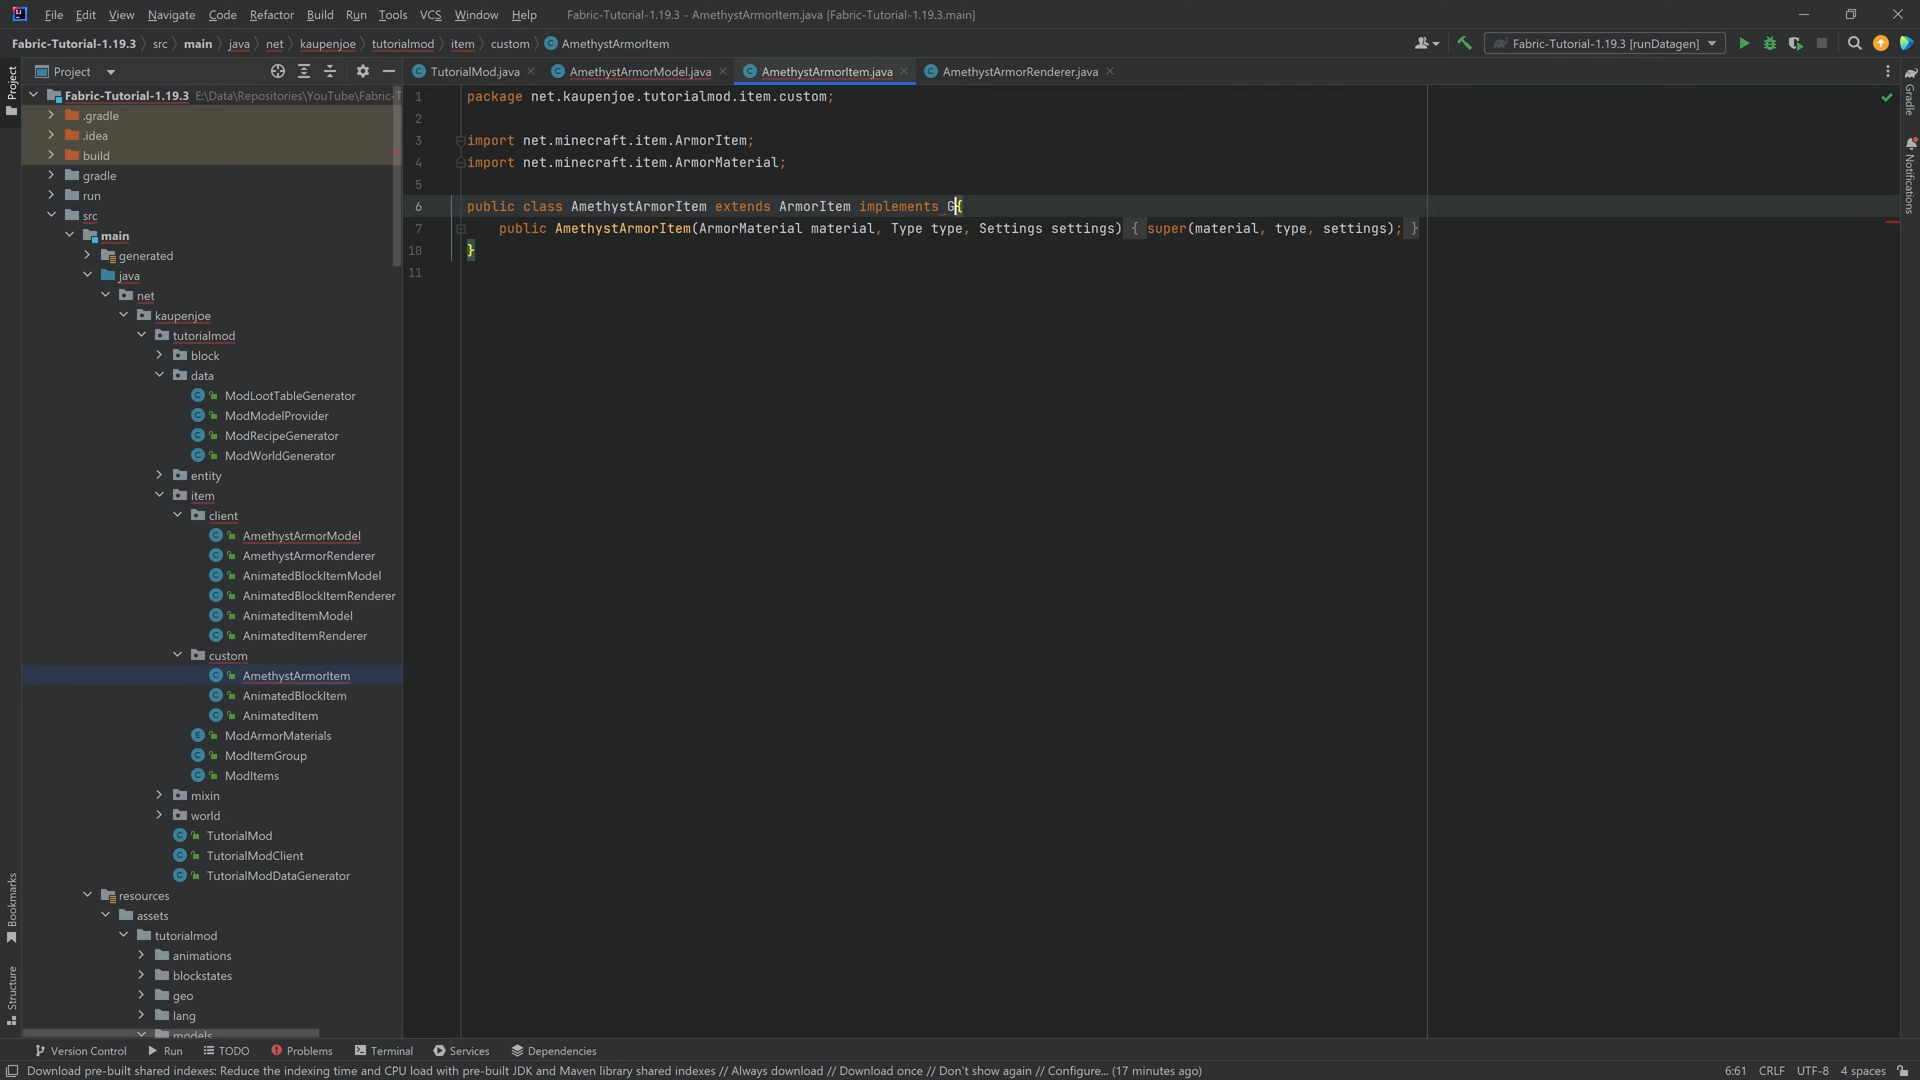 File Edit View Navigate Code Refactor Build Run Tools VCS Window Help Fabric-Tutorial-1.19.3 - AmethystArmorItem.java [Fabric-Tutorial-1.19.3.main]
Fabric-Tutorial-1.19.3 src main java net kaupenjoe tutorialmod item custom AmethystArmorItem Fabric-Tutorial-1.19.3 [runDatagen]
Project TutorialMod.java AmethystArmorModel.java AmethystArmorItem.java AmethystArmorRenderer.java
Project
Fabric-Tutorial-1.19.3 E:\Data\Repositories\YouTube\Fabric-T
.gradle
.idea
build
gradle
run
src
main
generated
java
net
kaupenjoe
tutorialmod
block
data
ModLootTableGenerator
ModModelProvider
ModRecipeGenerator
ModWorldGenerator
entity
item
client
AmethystArmorModel
AmethystArmorRenderer
AnimatedBlockItemModel
AnimatedBlockItemRenderer
AnimatedItemModel
AnimatedItemRenderer
custom
AmethystArmorItem
AnimatedBlockItem
AnimatedItem
ModArmorMaterials
ModItemGroup
ModItems
mixin
world
TutorialMod
TutorialModClient
TutorialModDataGenerator
resources
assets
tutorialmod
animations
blockstates
geo
lang
models
Bookmarks
Structure
1 package net.kaupenjoe.tutorialmod.item.custom;
2
3 import net.minecraft.item.ArmorItem;
4 import net.minecraft.item.ArmorMaterial;
5
6 public class AmethystArmorItem extends ArmorItem implements G{
7 public AmethystArmorItem(ArmorMaterial material, Type type, Settings settings) { super(material, type, settings); }
10 }
11
Gradle
Notifications
Version Control Run TODO Problems Terminal Services Dependencies
Download pre-built shared indexes: Reduce the indexing time and CPU load with pre-built JDK and Maven library shared indexes // Always download // Download once // Don't show again // Configure... (17 minutes ago) 6:61 CRLF UTF-8 4 spaces